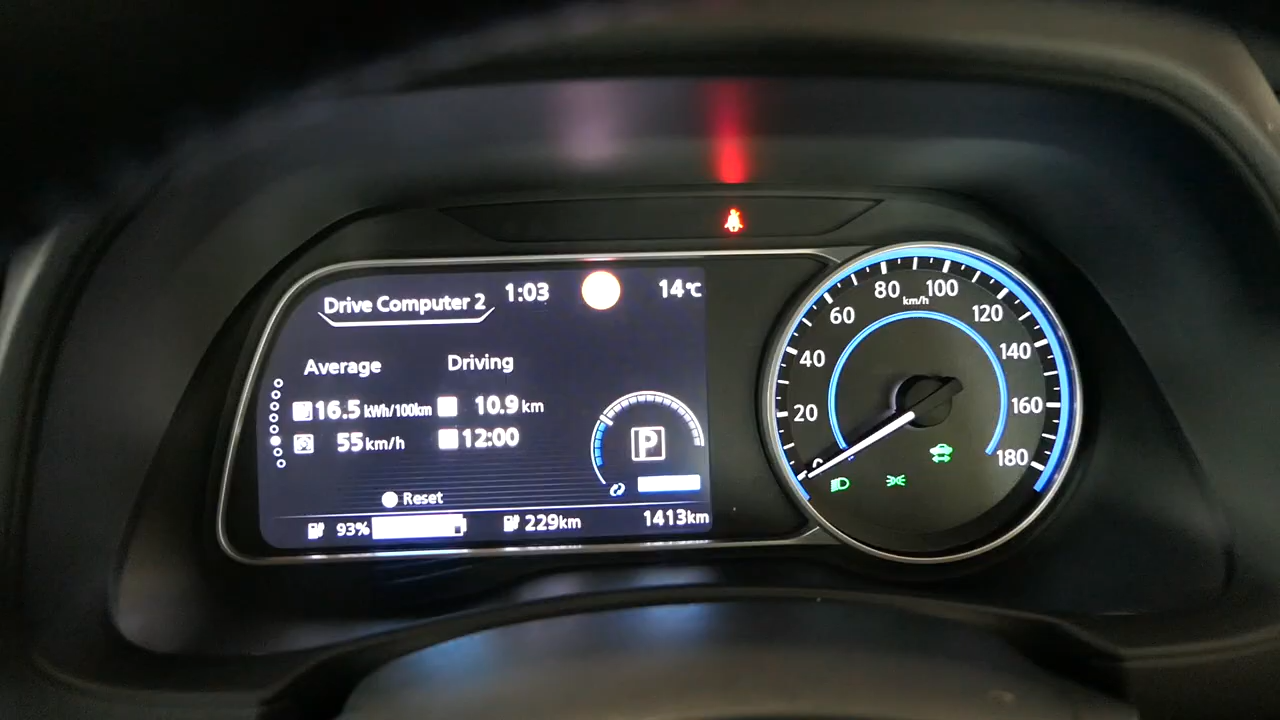 Drive Computer 2 1:03 14℃
Average Driving
16.5 kWh/100km 10.9 km
55 km/h 12:00
P
Reset
93% 229km 1413km
80 100
km/h
60 120
40 140
20 160
180